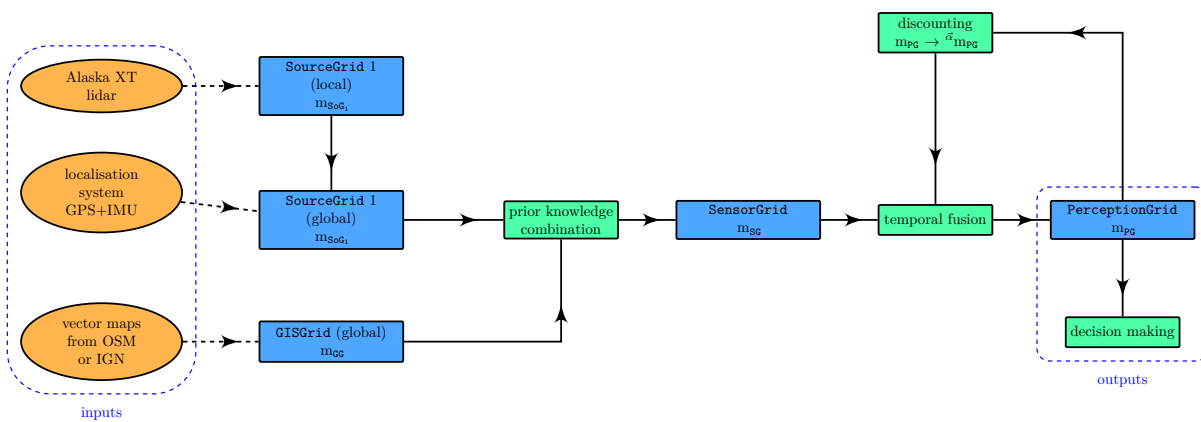 Alaska XT
lidar
localisation
system
GPS+IMU
vector maps
from OSM
or IGN
inputs
SourceGrid 1
(local)
m_SoG₁
SourceGrid 1
(global)
m_SoG₁
GISGrid (global)
m_GG
prior knowledge
combination
SensorGrid
m_SG
discounting
m_PG → ^α⃗ m_PG
temporal fusion
PerceptionGrid
m_PG
decision making
outputs